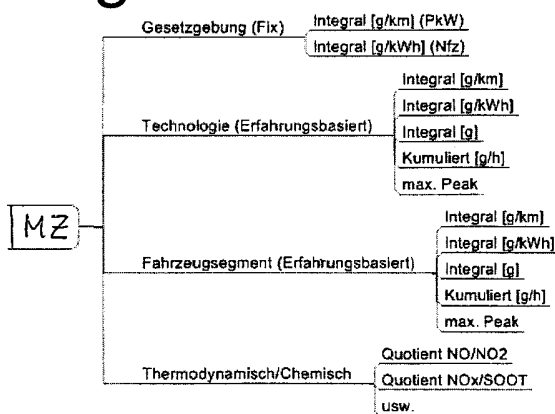 Gesetzgebung (Fix)
Integral [g/km] (PkW)
Integral [g/kWh] (Nfz)
Technologie (Erfahrungsbasiert)
Integral [g/km]
Integral [g/kWh]
Integral [g]
Kumuliert [g/h]
max. Peak
MZ
Fahrzeugsegment (Erfahrungsbasiert)
Integral [g/km]
Integral [g/kWh]
Integral [g]
Kumuliert [g/h]
max. Peak
Thermodynamisch/Chemisch
Quotient NO/NO2
Quotient NOx/SOOT
usw.